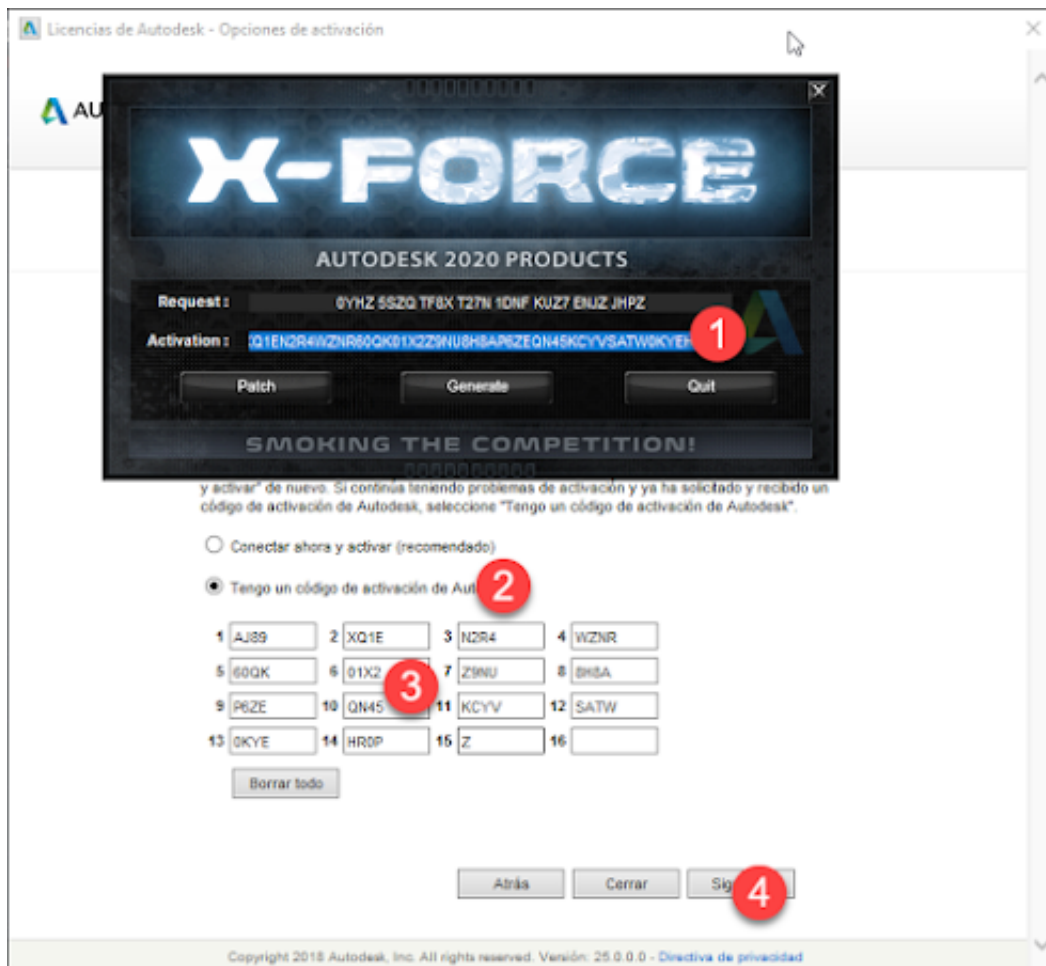 Licencias de Autodesk - Opciones de activación
AU
X-FORCE
AUTODESK 2020 PRODUCTS
Request : 0YHZ 5SZQ TF8X T27N 1DNF KUZ7 ENJZ JHPZ
Activation : XQ1EN2R4WZNR60QK01X2Z9NU8H8AP6ZEQN45KCYVSATW0KYEH
1
Patch Generate Quit
SMOKING THE COMPETITION!
y activar" de nuevo. Si continúa teniendo problemas de activación y ya ha solicitado y recibido un
código de activación de Autodesk, seleccione "Tengo un código de activación de Autodesk".
Conectar ahora y activar (recomendado)
Tengo un código de activación de Aut 2
1 AJ89 2 XQ1E 3 N2R4 4 WZNR
5 60QK 6 01X2 7 Z9NU 8 8H8A
3
9 P6ZE 10 QN45 11 KCYV 12 SATW
13 0KYE 14 HR0P 15 Z 16
Borrar todo
Atrás Cerrar Sig 4
Copyright 2018 Autodesk, Inc. All rights reserved. Versión: 25.0.0.0 - Directiva de privacidad